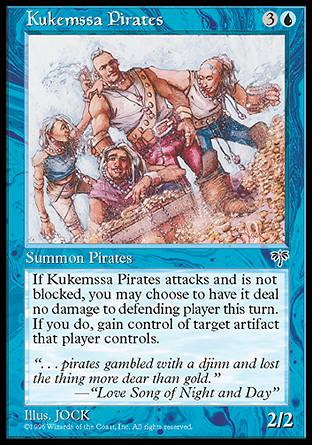 Kukemssa Pirates 3
Summon Pirates
If Kukemssa Pirates attacks and is not
blocked, you may choose to have it deal
no damage to defending player this turn.
If you do, gain control of target artifact
that player controls.
“. . . pirates gambled with a djinn and lost
the thing more dear than gold.”
—“Love Song of Night and Day”
Illus. JOCK
©1996 Wizards of the Coast, Inc. All rights reserved.
2/2